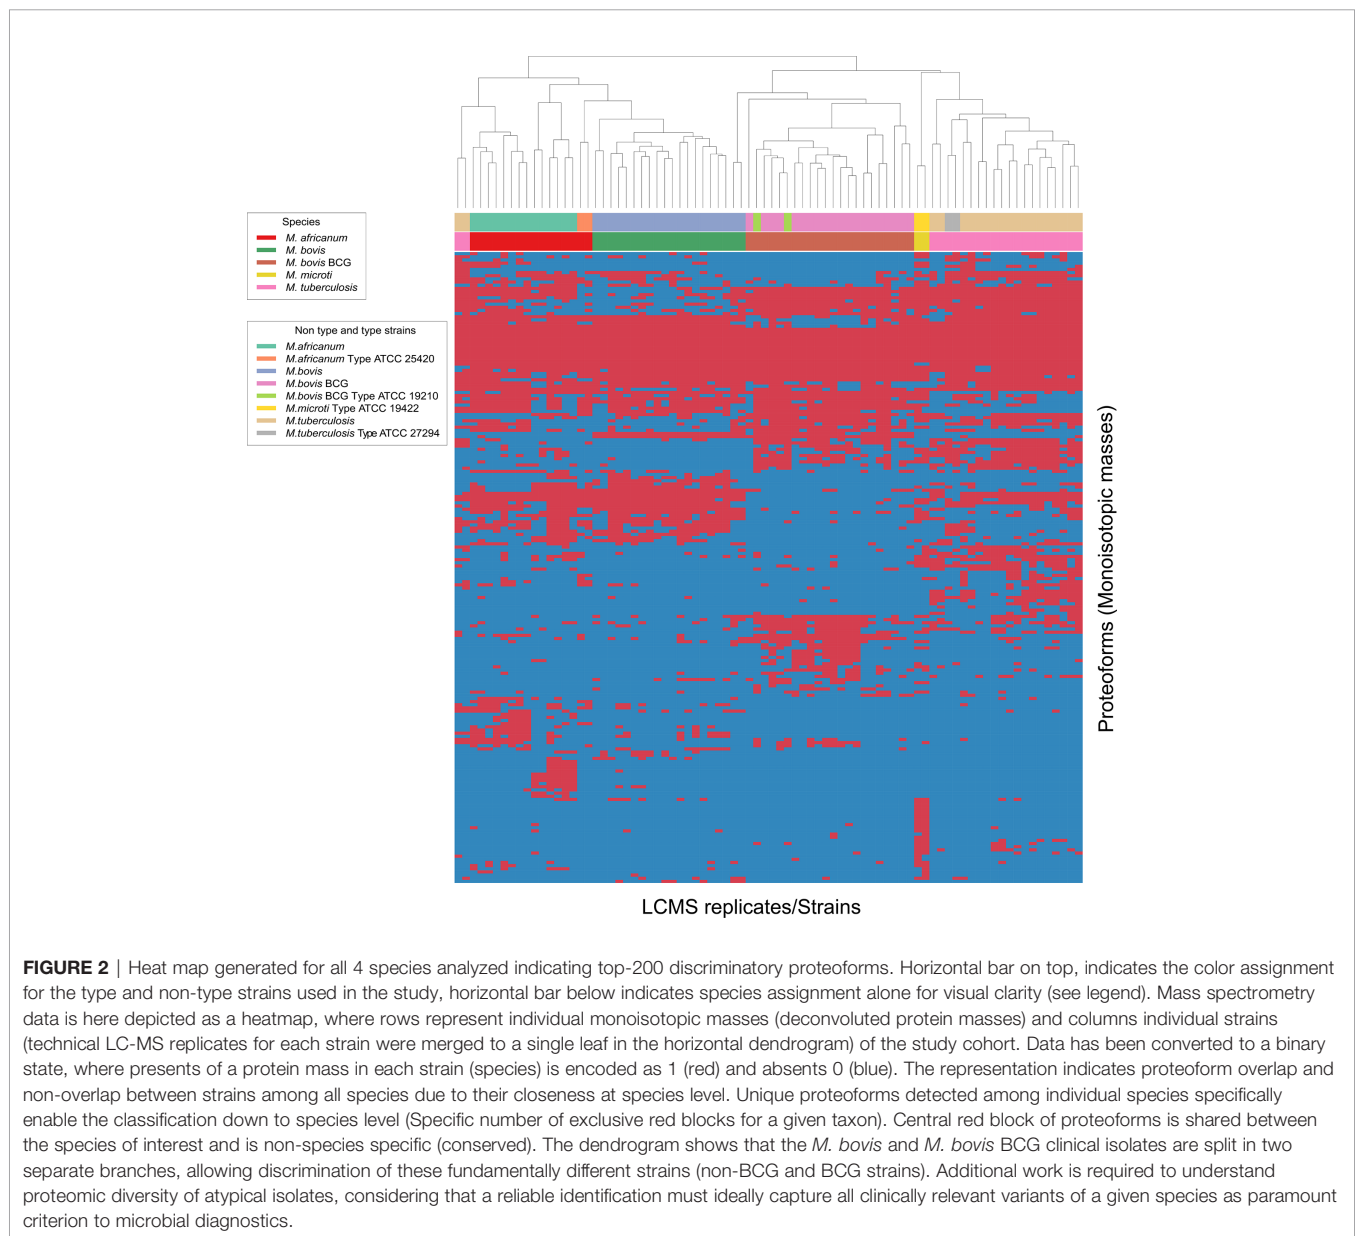 Species
M. africanum
M. bovis
M. bovis BCG
M. microti
M. tuberculosis
Non type and type strains
M.africanum
M.africanum Type ATCC 25420
M.bovis
M.bovis BCG
M.bovis BCG Type ATCC 19210
M.microti Type ATCC 19422
M.tuberculosis
M.tuberculosis Type ATCC 27294
Proteoforms (Monoisotopic masses)
LCMS replicates/Strains
FIGURE 2 | Heat map generated for all 4 species analyzed indicating top-200 discriminatory proteoforms. Horizontal bar on top, indicates the color assignment
for the type and non-type strains used in the study, horizontal bar below indicates species assignment alone for visual clarity (see legend). Mass spectrometry
data is here depicted as a heatmap, where rows represent individual monoisotopic masses (deconvoluted protein masses) and columns individual strains
(technical LC-MS replicates for each strain were merged to a single leaf in the horizontal dendrogram) of the study cohort. Data has been converted to a binary
state, where presents of a protein mass in each strain (species) is encoded as 1 (red) and absents 0 (blue). The representation indicates proteoform overlap and
non-overlap between strains among all species due to their closeness at species level. Unique proteoforms detected among individual species specifically
enable the classification down to species level (Specific number of exclusive red blocks for a given taxon). Central red block of proteoforms is shared between
the species of interest and is non-species specific (conserved). The dendrogram shows that the M. bovis and M. bovis BCG clinical isolates are split in two
separate branches, allowing discrimination of these fundamentally different strains (non-BCG and BCG strains). Additional work is required to understand
proteomic diversity of atypical isolates, considering that a reliable identification must ideally capture all clinically relevant variants of a given species as paramount
criterion to microbial diagnostics.